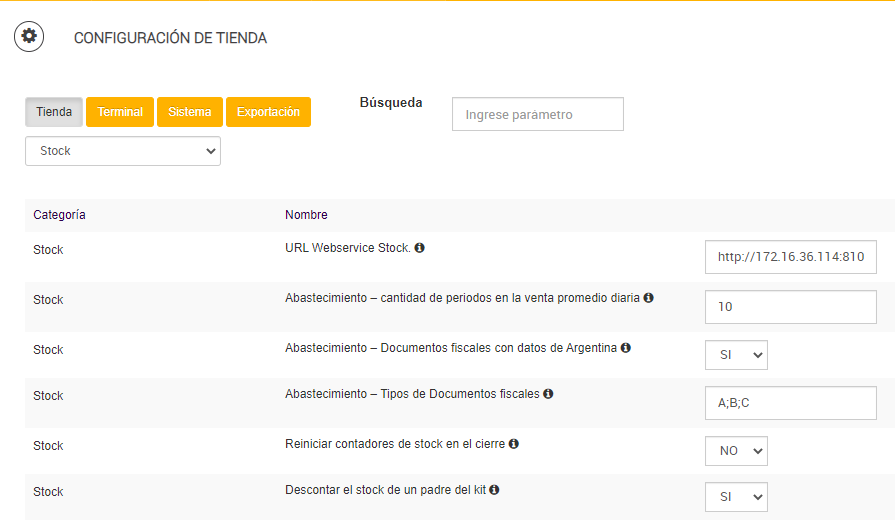 CONFIGURACIÓN DE TIENDA
Tienda Terminal Sistema Exportación Búsqueda Ingrese parámetro
Stock
Categoría Nombre
Stock URL Webservice Stock. http://172.16.36.114:810
Stock Abastecimiento – cantidad de periodos en la venta promedio diaria 10
Stock Abastecimiento – Documentos fiscales con datos de Argentina SI
Stock Abastecimiento – Tipos de Documentos fiscales A;B;C
Stock Reiniciar contadores de stock en el cierre NO
Stock Descontar el stock de un padre del kit SI